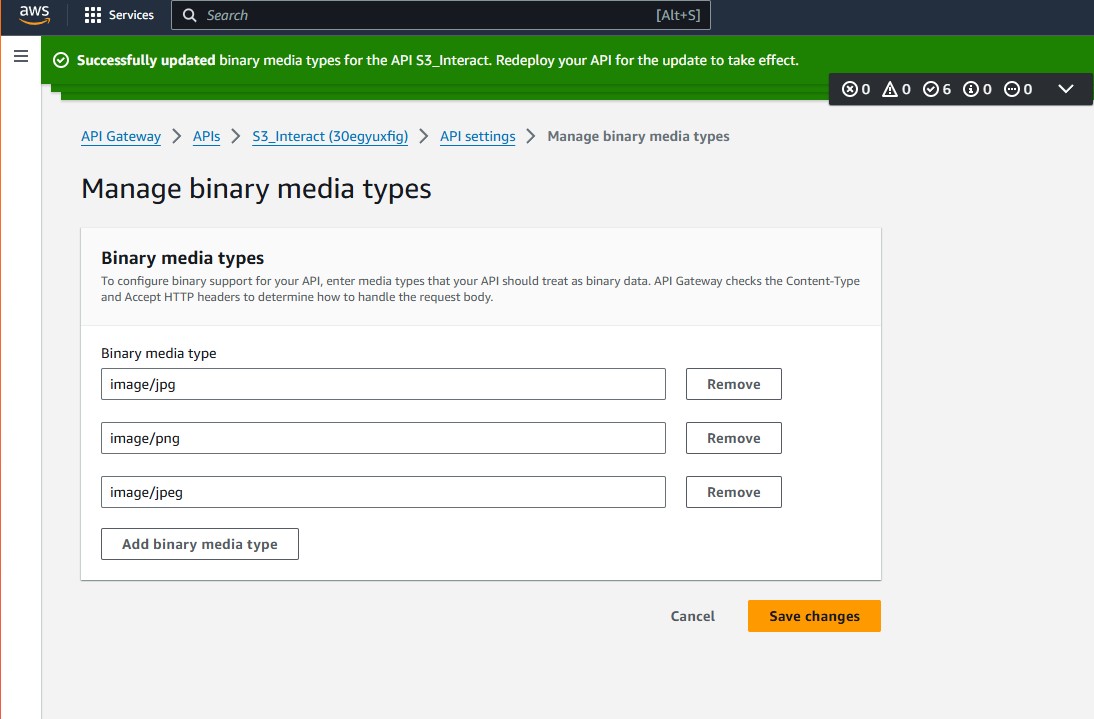 aws Services Search [Alt+S]
Successfully updated binary media types for the API S3_Interact. Redeploy your API for the update to take effect.
0 0 6 0 0
API Gateway > APIs > S3_Interact (30egyuxfig) > API settings > Manage binary media types
Manage binary media types
Binary media types
To configure binary support for your API, enter media types that your API should treat as binary data. API Gateway checks the Content-Type
and Accept HTTP headers to determine how to handle the request body.
Binary media type
image/jpg Remove
image/png Remove
image/jpeg Remove
Add binary media type
Cancel Save changes